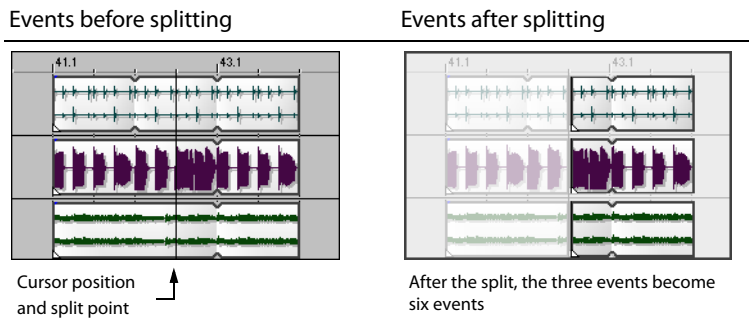 Events before splitting
Events after splitting
41.1 43.1
41.1 43.1
Cursor position
and split point
After the split, the three events become
six events